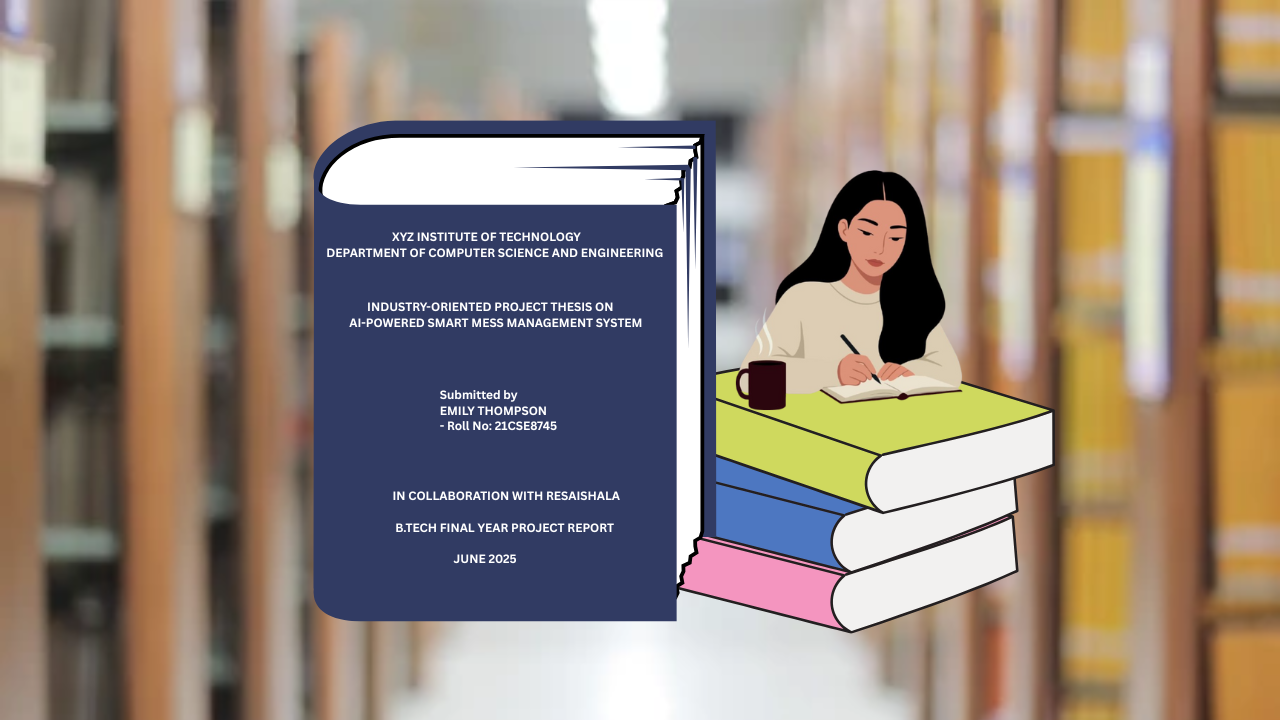 XYZ INSTITUTE OF TECHNOLOGY
DEPARTMENT OF COMPUTER SCIENCE AND ENGINEERING
INDUSTRY-ORIENTED PROJECT THESIS ON
AI-POWERED SMART MESS MANAGEMENT SYSTEM
Submitted by
EMILY THOMPSON
- Roll No: 21CSE8745
IN COLLABORATION WITH RESAISHALA
B.TECH FINAL YEAR PROJECT REPORT
JUNE 2025